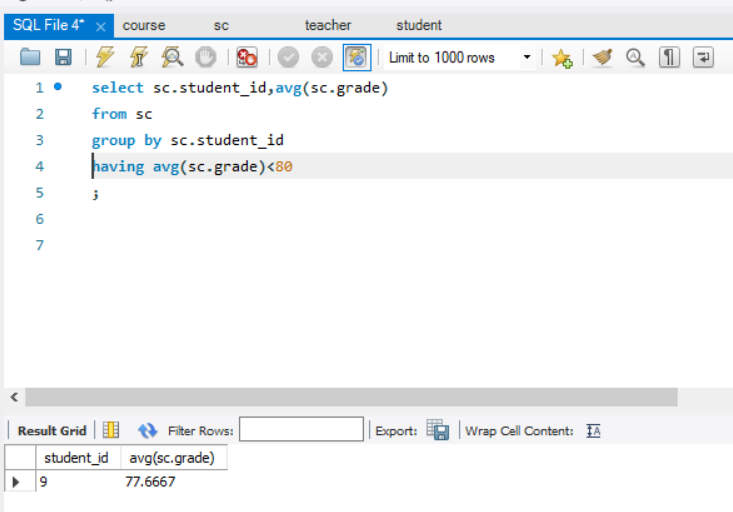 SQL File 4* × course sc teacher student
Limit to 1000 rows
1 select sc.student_id,avg(sc.grade)
2 from sc
3 group by sc.student_id
4 having avg(sc.grade)<80
5 ;
6
7
Result Grid Filter Rows: Export: Wrap Cell Content: IA
student_id avg(sc.grade)
9 77.6667